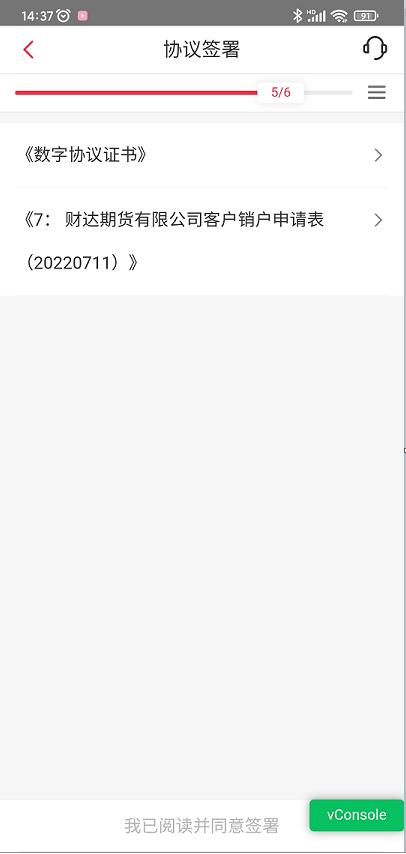 14:37 HD 91
协议签署
5/6
《数字协议证书》
《7： 财达期货有限公司客户销户申请表
（20220711）》
我已阅读并同意签署
vConsole